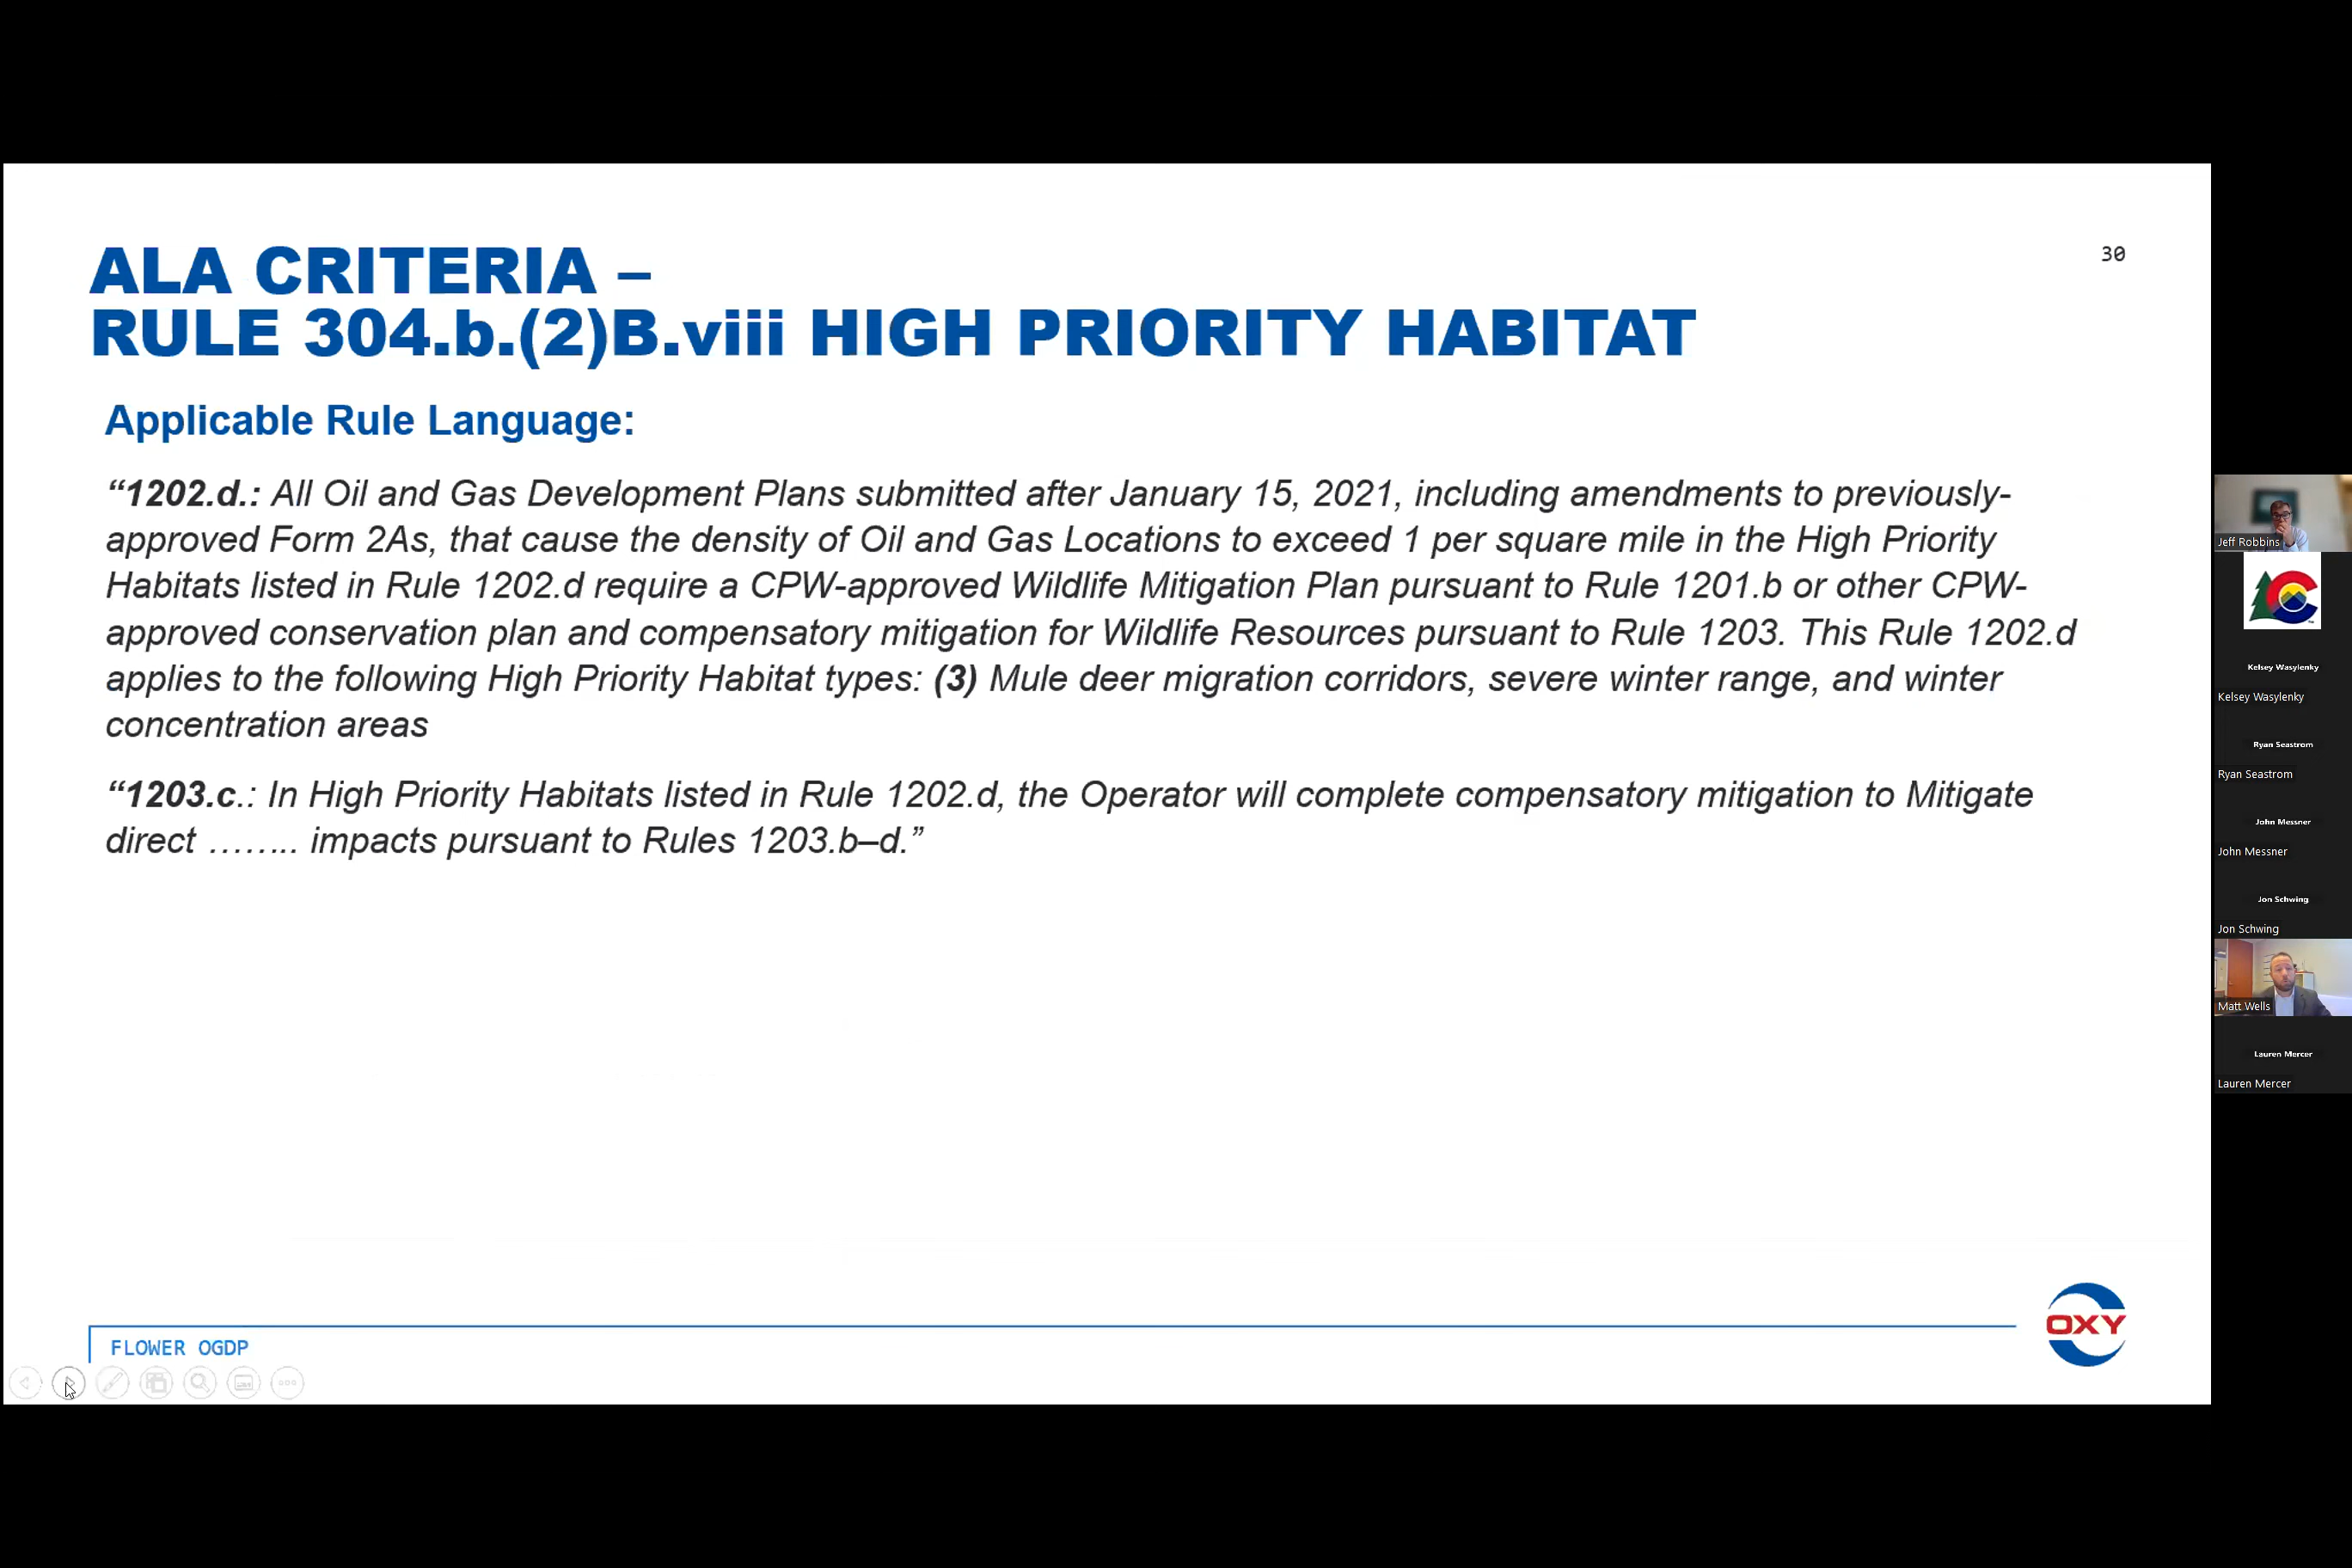 ALA CRITERIA –
RULE 304.b.(2)B.viii HIGH PRIORITY HABITAT
30
Applicable Rule Language:
“1202.d.: All Oil and Gas Development Plans submitted after January 15, 2021, including amendments to previously-
approved Form 2As, that cause the density of Oil and Gas Locations to exceed 1 per square mile in the High Priority
Habitats listed in Rule 1202.d require a CPW-approved Wildlife Mitigation Plan pursuant to Rule 1201.b or other CPW-
approved conservation plan and compensatory mitigation for Wildlife Resources pursuant to Rule 1203. This Rule 1202.d
applies to the following High Priority Habitat types: (3) Mule deer migration corridors, severe winter range, and winter
concentration areas
“1203.c.: In High Priority Habitats listed in Rule 1202.d, the Operator will complete compensatory mitigation to Mitigate
direct …….. impacts pursuant to Rules 1203.b–d.”
FLOWER OGDP
OXY
Jeff Robbins
Kelsey Wasylenky
Kelsey Wasylenky
Ryan Seastrom
Ryan Seastrom
John Messner
John Messner
Jon Schwing
Jon Schwing
Matt Wells
Lauren Mercer
Lauren Mercer